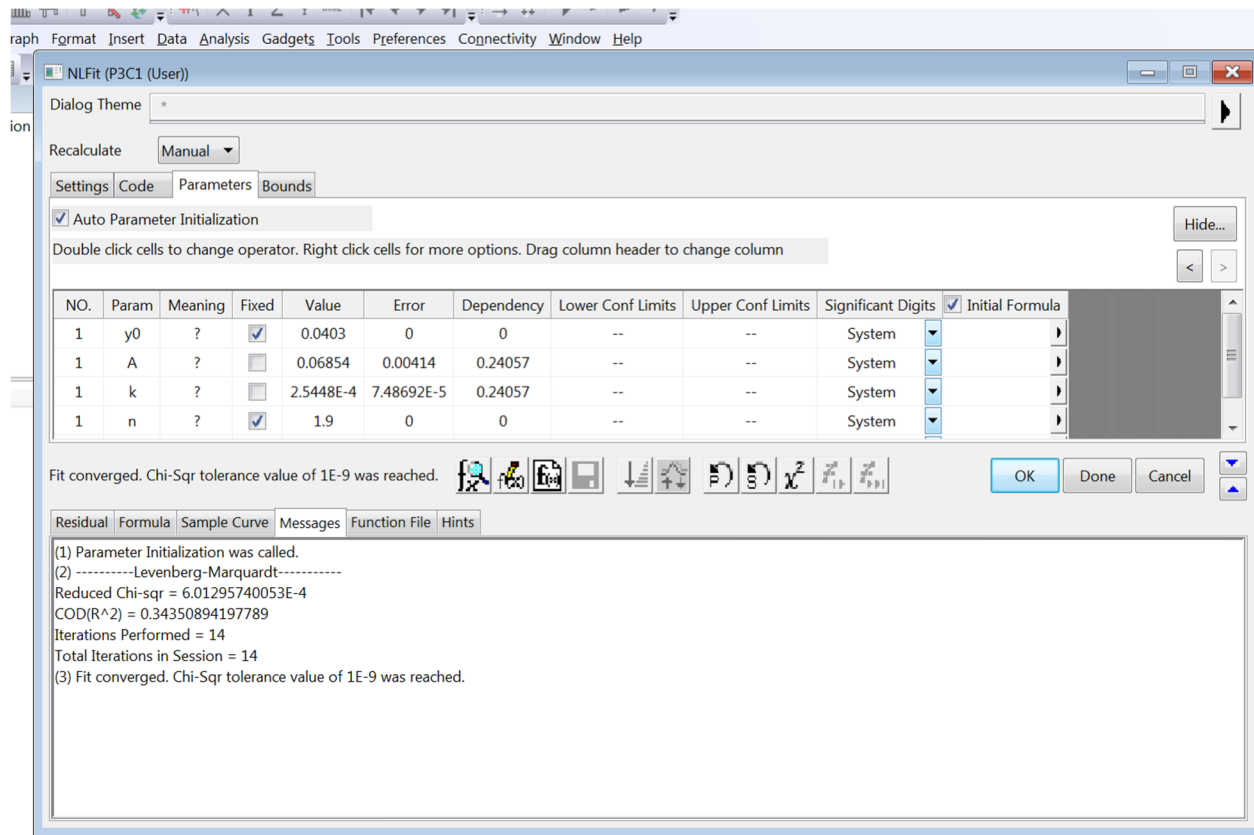 raph Format Insert Data Analysis Gadgets Tools Preferences Connectivity Window Help
NLFit (P3C1 (User))
Dialog Theme *
ion
Recalculate Manual
Settings Code Parameters Bounds
Auto Parameter Initialization
Hide...
Double click cells to change operator. Right click cells for more options. Drag column header to change column
< >
NO. Param Meaning Fixed Value Error Dependency Lower Conf Limits Upper Conf Limits Significant Digits Initial Formula
1 y0 ? 0.0403 0 0 -- -- System
1 A ? 0.06854 0.00414 0.24057 -- -- System
1 k ? 2.5448E-4 7.48692E-5 0.24057 -- -- System
1 n ? 1.9 0 0 -- -- System
Fit converged. Chi-Sqr tolerance value of 1E-9 was reached. OK Done Cancel
Residual Formula Sample Curve Messages Function File Hints
(1) Parameter Initialization was called.
(2) ----------Levenberg-Marquardt-----------
Reduced Chi-sqr = 6.01295740053E-4
COD(R^2) = 0.34350894197789
Iterations Performed = 14
Total Iterations in Session = 14
(3) Fit converged. Chi-Sqr tolerance value of 1E-9 was reached.